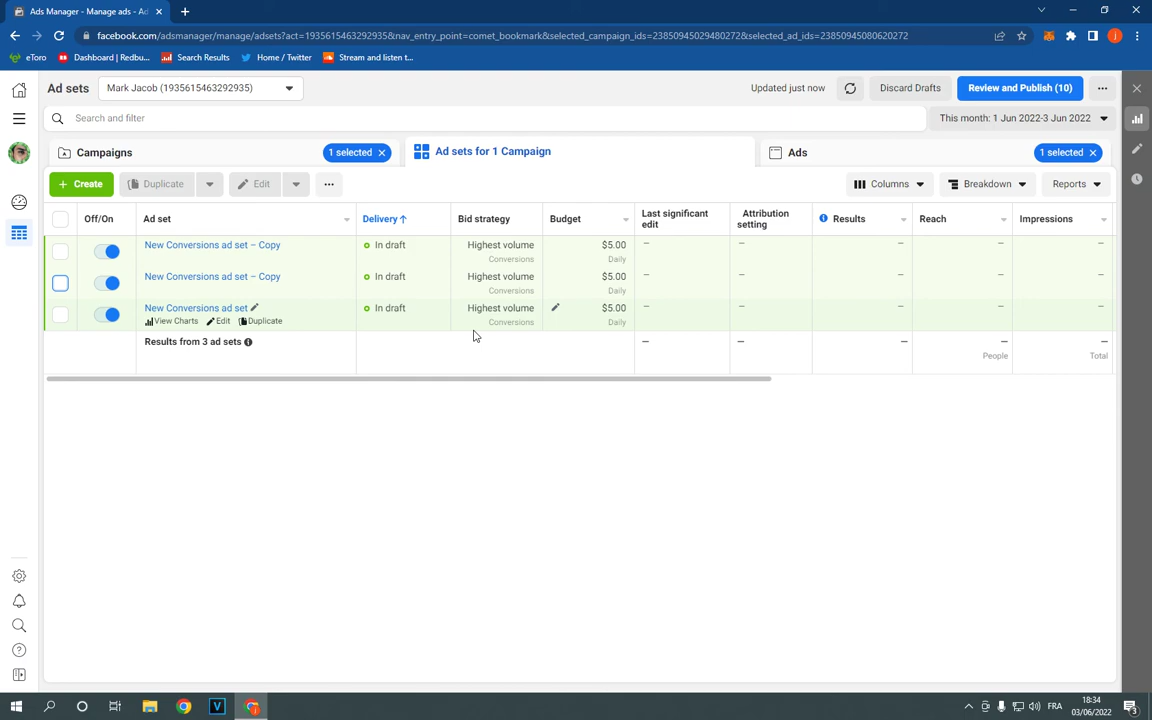 Ads Manager - Manage ads - Ad
facebook.com/adsmanager/manage/adsets?act=1935615463292935&nav_entry_point=comet_bookmark&selected_campaign_ids=23850945029480272&selected_ad_ids=23850945080620272
eToro
Dashboard | Redbu...
Search Results
Home / Twitter
Stream and listen t...
Ad sets
Mark Jacob (1935615463292935)
Updated just now
Discard Drafts
Review and Publish (10)
Search and filter
This month: 1 Jun 2022-3 Jun 2022
Campaigns
1 selected
Ad sets for 1 Campaign
Ads
1 selected
+ Create
Duplicate
Edit
Columns
Breakdown
Reports
Off/On
Ad set
Delivery ↑
Bid strategy
Budget
Last significant edit
Attribution setting
Results
Reach
Impressions
New Conversions ad set – Copy
In draft
Highest volume
Conversions
$5.00
Daily
– – – – –
New Conversions ad set – Copy
In draft
Highest volume
Conversions
$5.00
Daily
– – – – –
New Conversions ad set
View Charts
Edit
Duplicate
In draft
Highest volume
Conversions
$5.00
Daily
– – – – –
Results from 3 ad sets
– – – – –
People
Total
FRA
18:34
03/06/2022
3